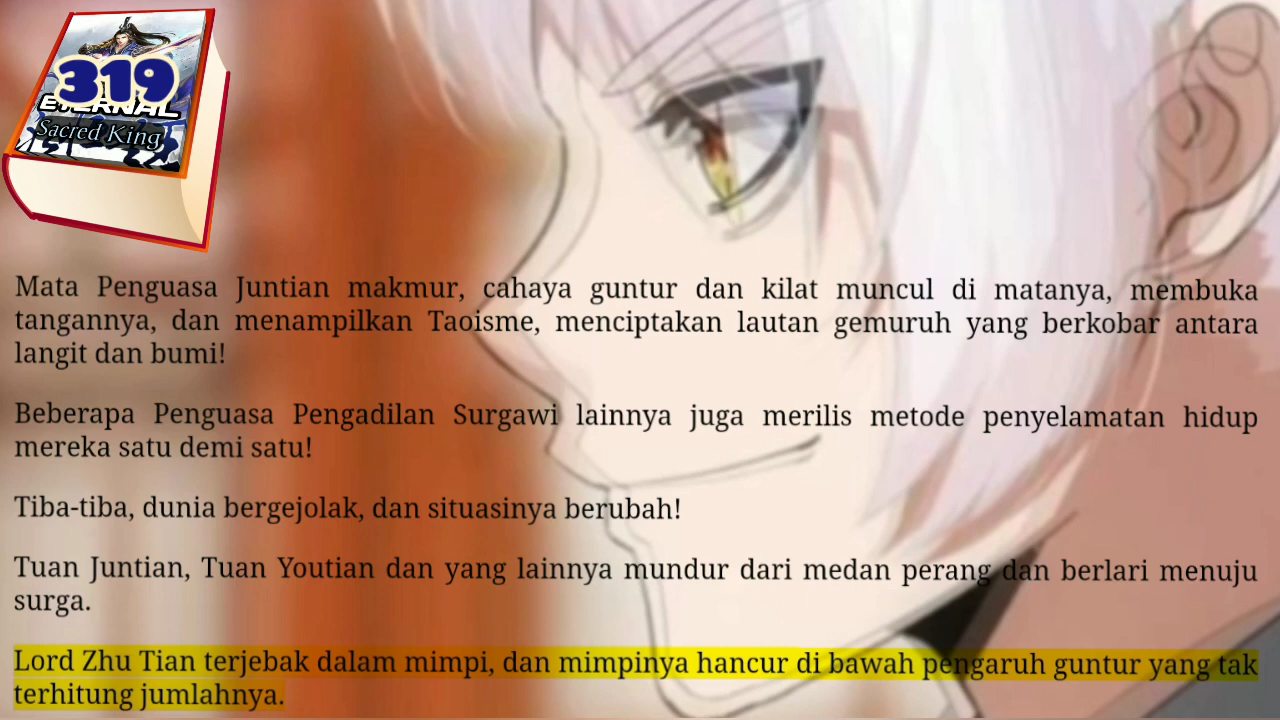 319
ETERNAL
Sacred King
Mata Penguasa Juntian makmur, cahaya guntur dan kilat muncul di matanya, membuka
tangannya, dan menampilkan Taoisme, menciptakan lautan gemuruh yang berkobar antara
langit dan bumi!
Beberapa Penguasa Pengadilan Surgawi lainnya juga merilis metode penyelamatan hidup
mereka satu demi satu!
Tiba-tiba, dunia bergejolak, dan situasinya berubah!
Tuan Juntian, Tuan Youtian dan yang lainnya mundur dari medan perang dan berlari menuju
surga.
Lord Zhu Tian terjebak dalam mimpi, dan mimpinya hancur di bawah pengaruh guntur yang tak
terhitung jumlahnya.